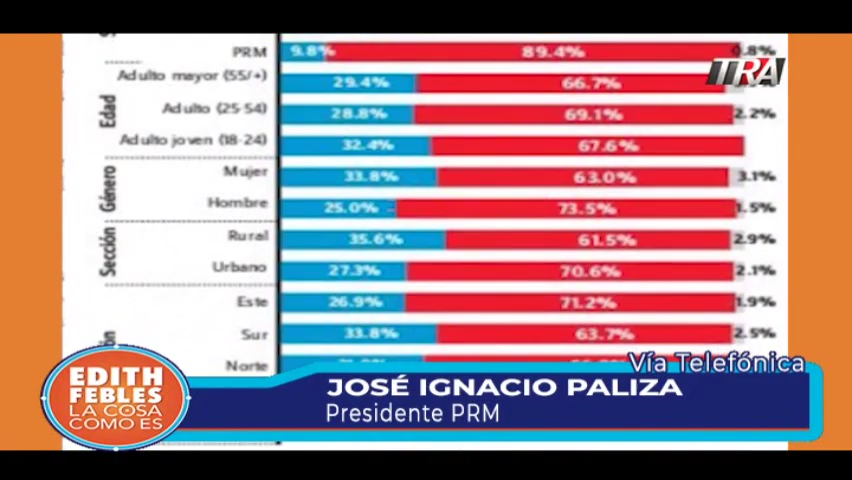 PRM 9.8% 89.4% 0.8%
ITRA
Adulto mayor (55/+) 29.4% 66.7%
Edad
Adulto (25-54) 28.8% 69.1% 2.2%
Adulto joven (18-24) 32.4% 67.6%
Género
Mujer 33.8% 63.0% 3.1%
Hombre 25.0% 73.5% 1.5%
Sección
Rural 35.6% 61.5% 2.9%
Urbano 27.3% 70.6% 2.1%
Este 26.9% 71.2% 1.9%
Sur 33.8% 63.7% 2.5%
Norte
Vía Telefónica
EDITH
FEBLES
LA COSA
CÓMO ES
JOSÉ IGNACIO PALIZA
Presidente PRM